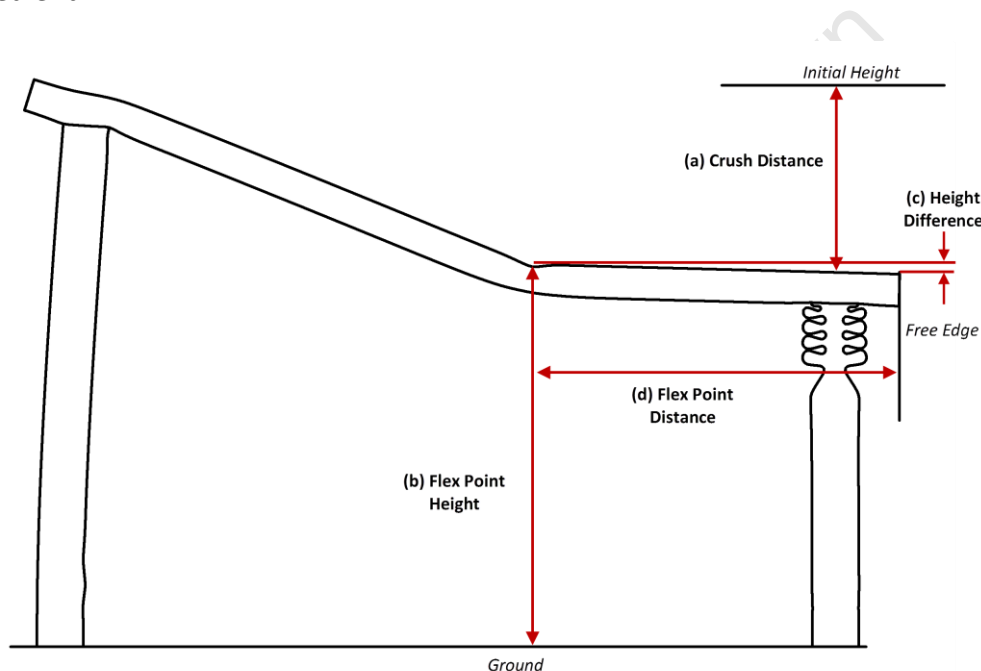 Initial Height
(a) Crush Distance
(c) Height
Difference
Free Edge
(d) Flex Point
Distance
(b) Flex Point
Height
Ground